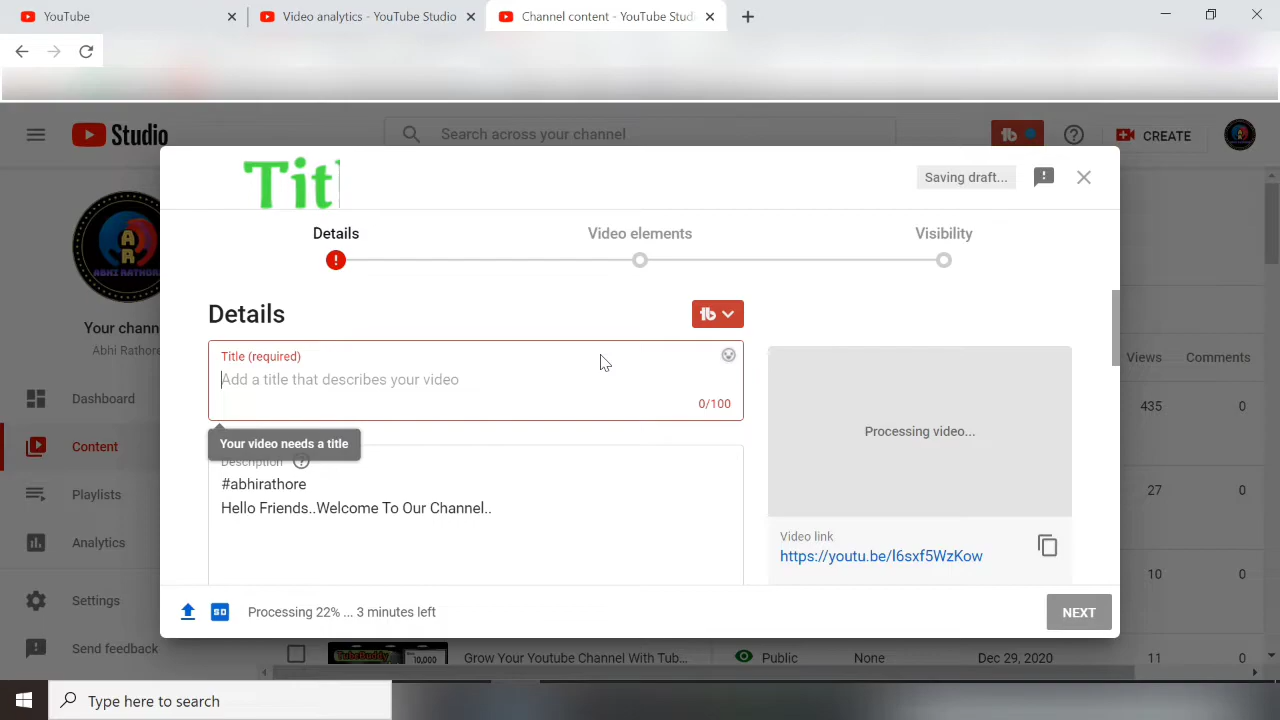 YouTube
Video analytics - YouTube Studio
Channel content - YouTube Stud
Studio
Search across your channel
CREATE
Tit
Saving draft...
Details
Video elements
Visibility
Details
Title (required)
Add a title that describes your video
0/100
Your video needs a title
Description
#abhirathore
Hello Friends..Welcome To Our Channel..
Processing video...
Video link
https://youtu.be/l6sxf5WzKow
Processing 22% ... 3 minutes left
NEXT
ABHI RATHOR
Your chann
Abhi Rathore
Dashboard
Content
Playlists
Analytics
Settings
Send feedback
Views
Comments
435
0
27
0
10
0
TubeBuddy
10,000
Grow Your Youtube Channel With Tub...
Public
None
Dec 29, 2020
11
0
Type here to search